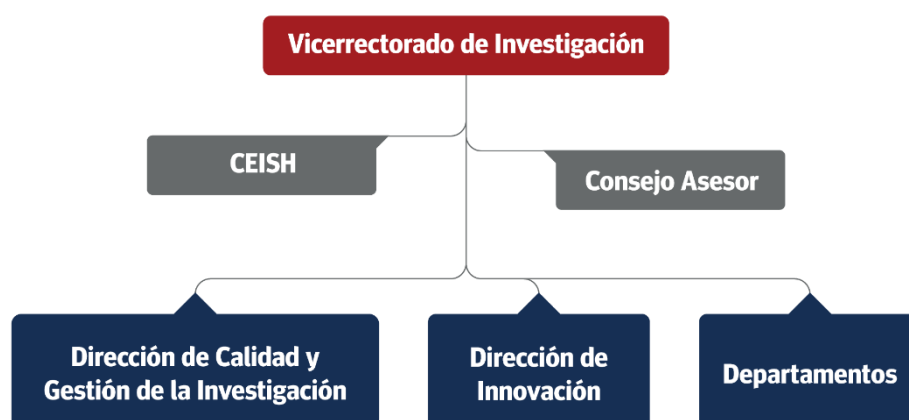 Vicerrectorado de Investigación
CEISH
Consejo Asesor
Dirección de Calidad y
Gestión de la Investigación
Dirección de
Innovación
Departamentos